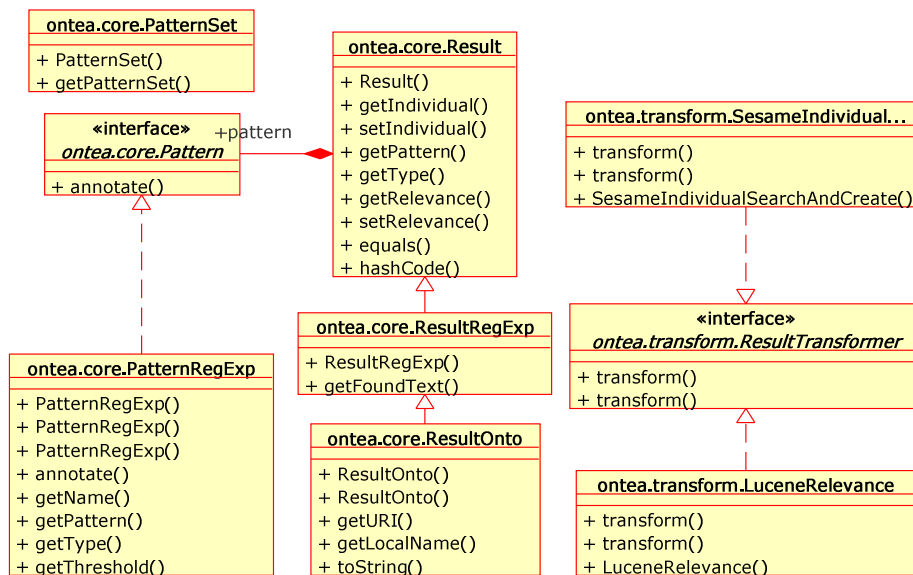 ontea.core.PatternSet
+ PatternSet()
+ getPatternSet()
«interface»
ontea.core.Pattern
+ annotate()
+pattern
ontea.core.Result
+ Result()
+ getIndividual()
+ setIndividual()
+ getPattern()
+ getType()
+ getRelevance()
+ setRelevance()
+ equals()
+ hashCode()
ontea.transform.SesameIndividual...
+ transform()
+ transform()
+ SesameIndividualSearchAndCreate()
ontea.core.ResultRegExp
+ ResultRegExp()
+ getFoundText()
«interface»
ontea.transform.ResultTransformer
+ transform()
+ transform()
ontea.core.PatternRegExp
+ PatternRegExp()
+ PatternRegExp()
+ PatternRegExp()
+ annotate()
+ getName()
+ getPattern()
+ getType()
+ getThreshold()
ontea.core.ResultOnto
+ ResultOnto()
+ ResultOnto()
+ getURI()
+ getLocalName()
+ toString()
ontea.transform.LuceneRelevance
+ transform()
+ transform()
+ LuceneRelevance()